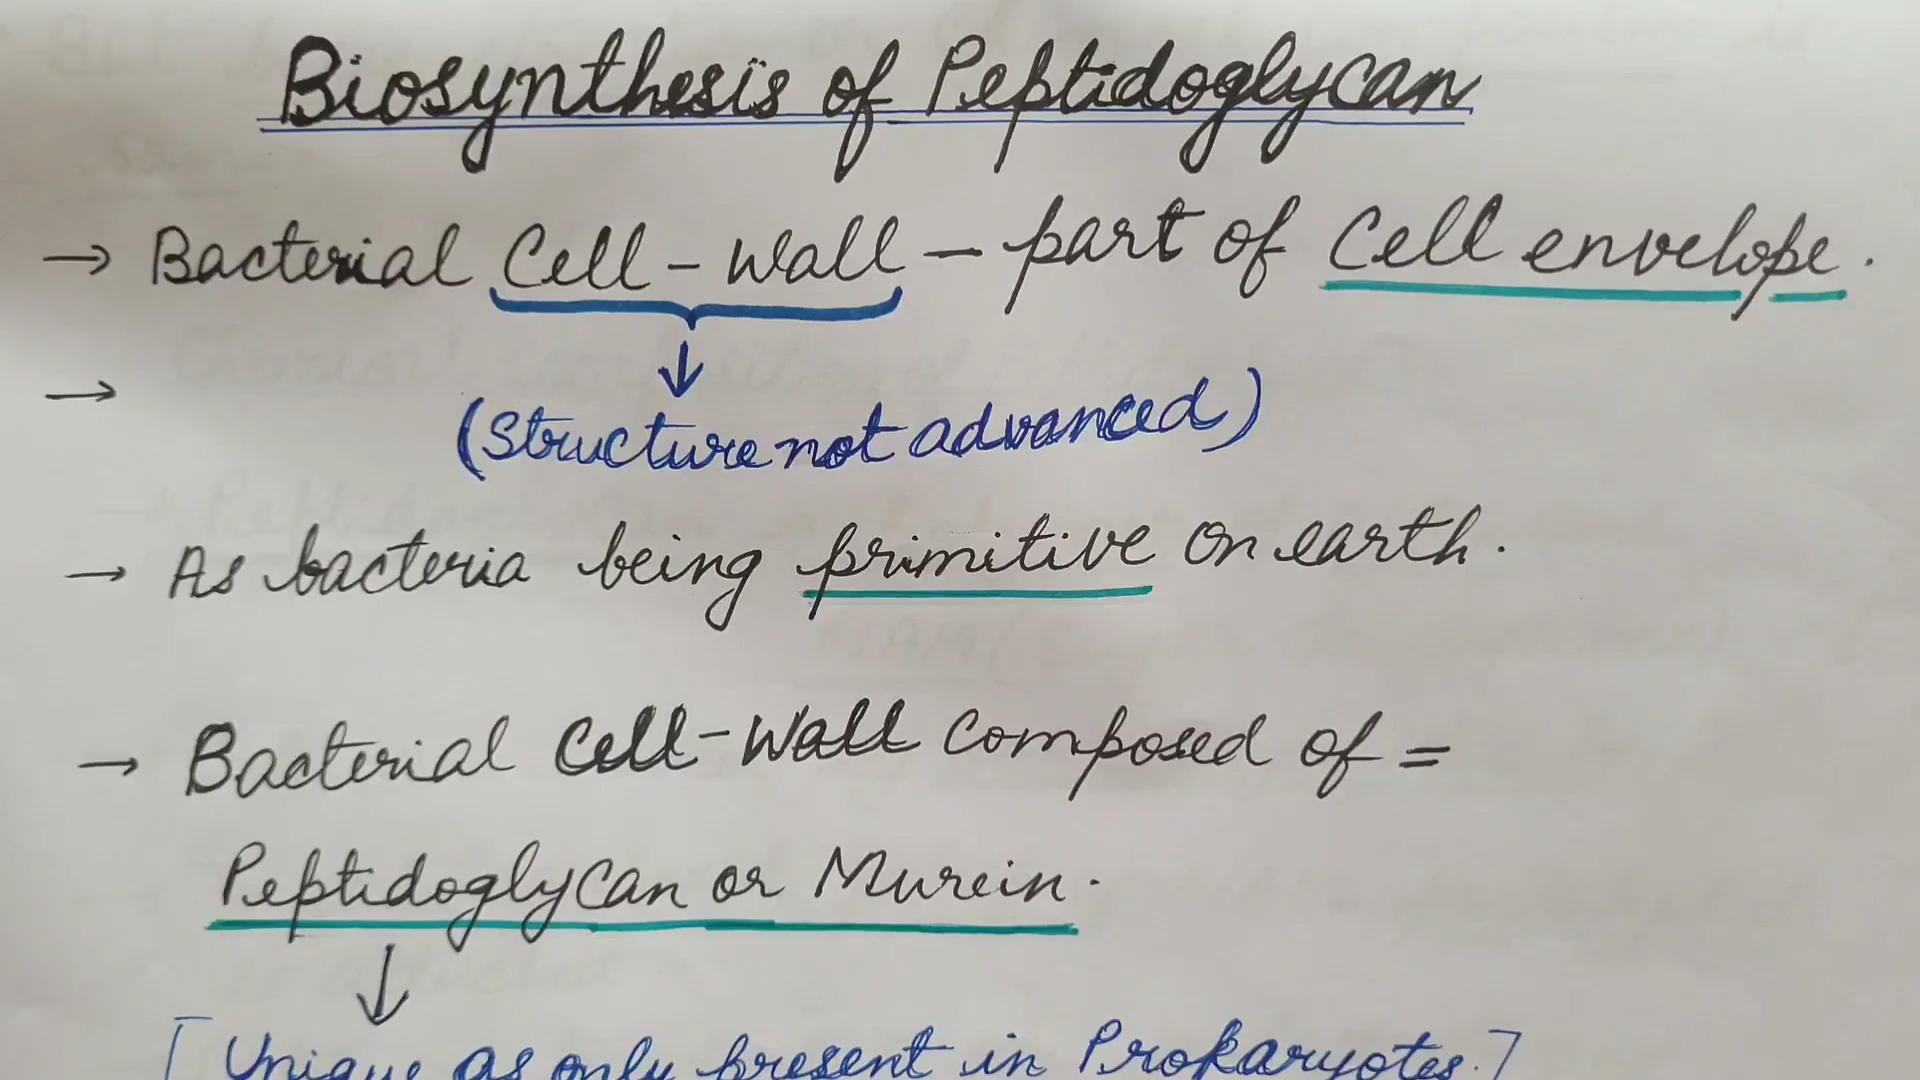 Biosynthesis of Peptidoglycan
→ Bacterial Cell-Wall – part of Cell envelope.
↓
→
(Structure not advanced)
→ As bacteria being primitive on earth.
→ Bacterial Cell-Wall composed of =
Peptidoglycan or Murein.
↓
[Unique as only present in Prokaryotes.]